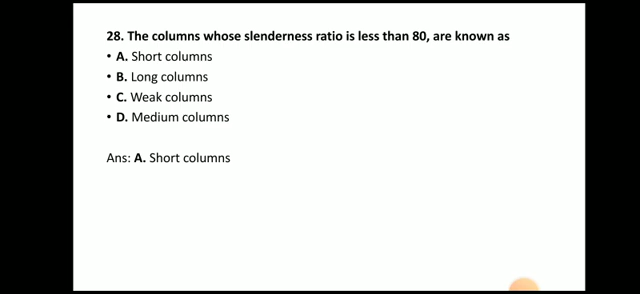 28. The columns whose slenderness ratio is less than 80, are known as
• A. Short columns
• B. Long columns
• C. Weak columns
• D. Medium columns
Ans: A. Short columns